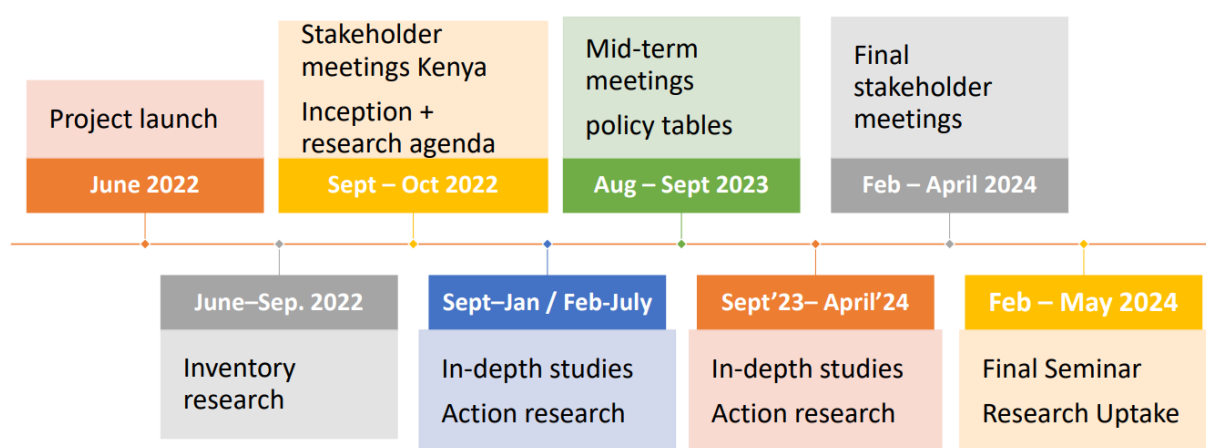 Project launch
June 2022
Stakeholder
meetings Kenya
Inception +
research agenda
Sept – Oct 2022
Mid-term
meetings
policy tables
Aug – Sept 2023
Final
stakeholder
meetings
Feb – April 2024
June–Sep. 2022
Inventory
research
Sept–Jan / Feb-July
In-depth studies
Action research
Sept’23– April’24
In-depth studies
Action research
Feb – May 2024
Final Seminar
Research Uptake